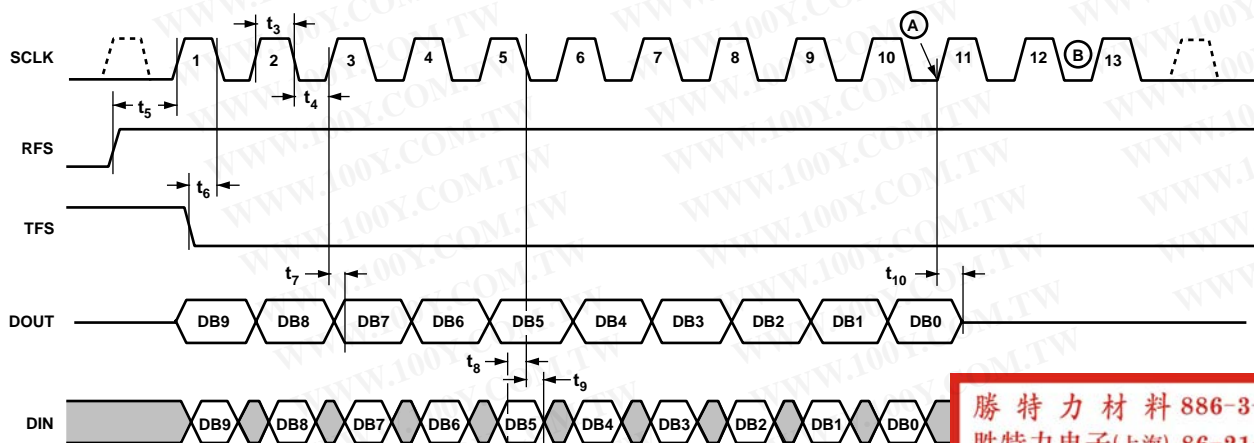 t3
A
SCLK
1 2 3 4 5 6 7 8 9 10 11 12 B 13
t5
t4
RFS
t6
TFS
t7
t10
DOUT
DB9 DB8 DB7 DB6 DB5 DB4 DB3 DB2 DB1 DB0
t8
t9
DIN
DB9 DB8 DB7 DB6 DB5 DB4 DB3 DB2 DB1 DB0
勝 特 力 材 料 886-3-
WWW.100Y.COM.TW